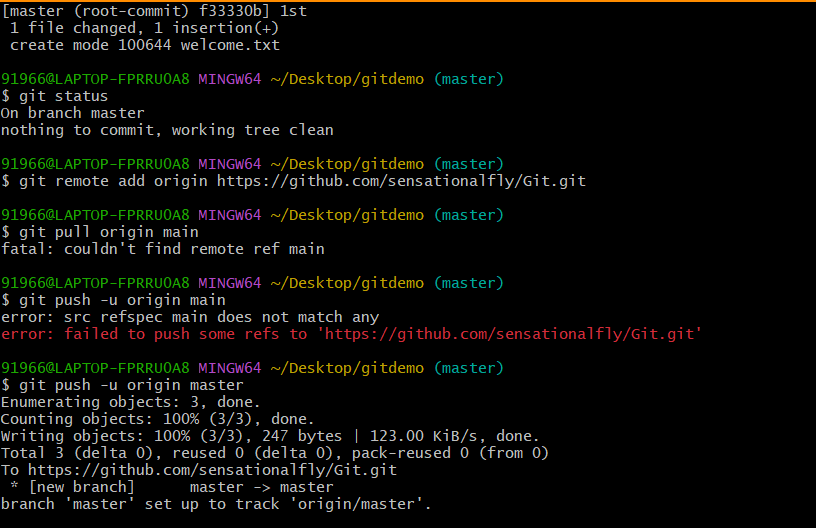 [master (root-commit) f33330b] 1st
 1 file changed, 1 insertion(+)
 create mode 100644 welcome.txt
91966@LAPTOP-FPRRUOA8 MINGW64 ~/Desktop/gitdemo (master)
$ git status
On branch master
nothing to commit, working tree clean
91966@LAPTOP-FPRRUOA8 MINGW64 ~/Desktop/gitdemo (master)
$ git remote add origin https://github.com/sensationalfly/Git.git
91966@LAPTOP-FPRRUOA8 MINGW64 ~/Desktop/gitdemo (master)
$ git pull origin main
fatal: couldn't find remote ref main
91966@LAPTOP-FPRRUOA8 MINGW64 ~/Desktop/gitdemo (master)
$ git push -u origin main
error: src refspec main does not match any
error: failed to push some refs to 'https://github.com/sensationalfly/Git.git'
91966@LAPTOP-FPRRUOA8 MINGW64 ~/Desktop/gitdemo (master)
$ git push -u origin master
Enumerating objects: 3, done.
Counting objects: 100% (3/3), done.
Writing objects: 100% (3/3), 247 bytes | 123.00 KiB/s, done.
Total 3 (delta 0), reused 0 (delta 0), pack-reused 0 (from 0)
To https://github.com/sensationalfly/Git.git
 * [new branch]      master -> master
branch 'master' set up to track 'origin/master'.